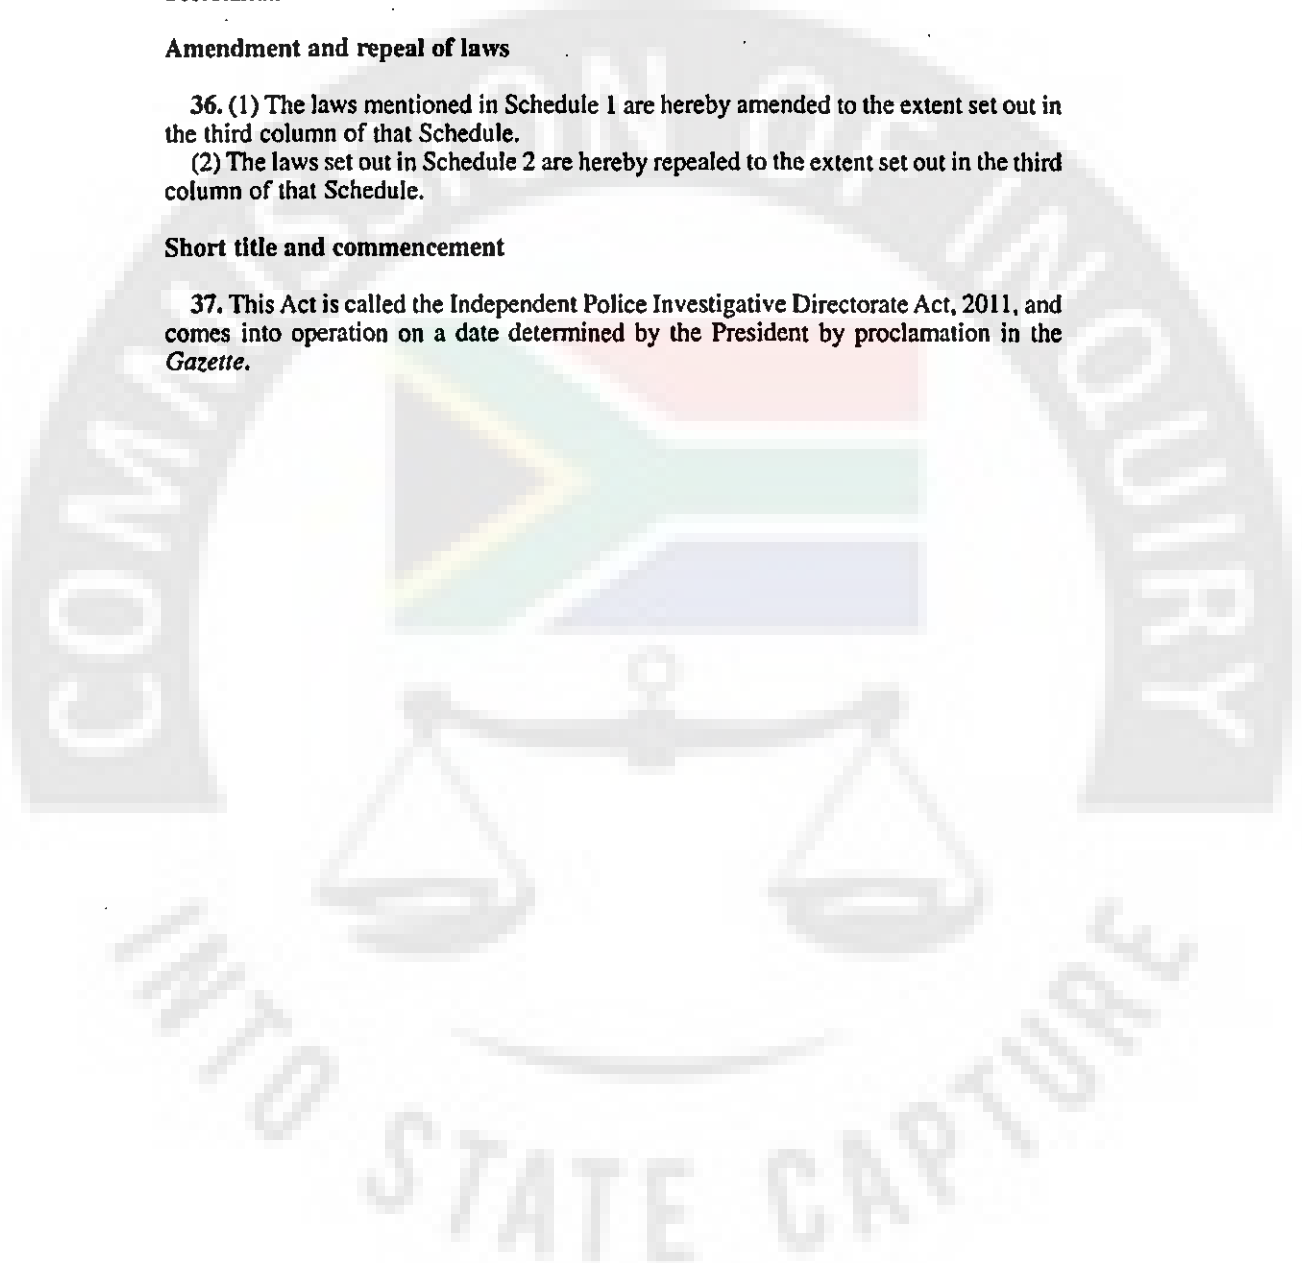 Amendment and repeal of laws
36. (1) The laws mentioned in Schedule 1 are hereby amended to the extent set out in
the third column of that Schedule.
(2) The laws set out in Schedule 2 are hereby repealed to the extent set out in the third
column of that Schedule.
Short title and commencement
37. This Act is called the Independent Police Investigative Directorate Act, 2011, and
comes into operation on a date determined by the President by proclamation in the
Gazette.
COMMISSION OF INQUIRY
INTO STATE CAPTURE